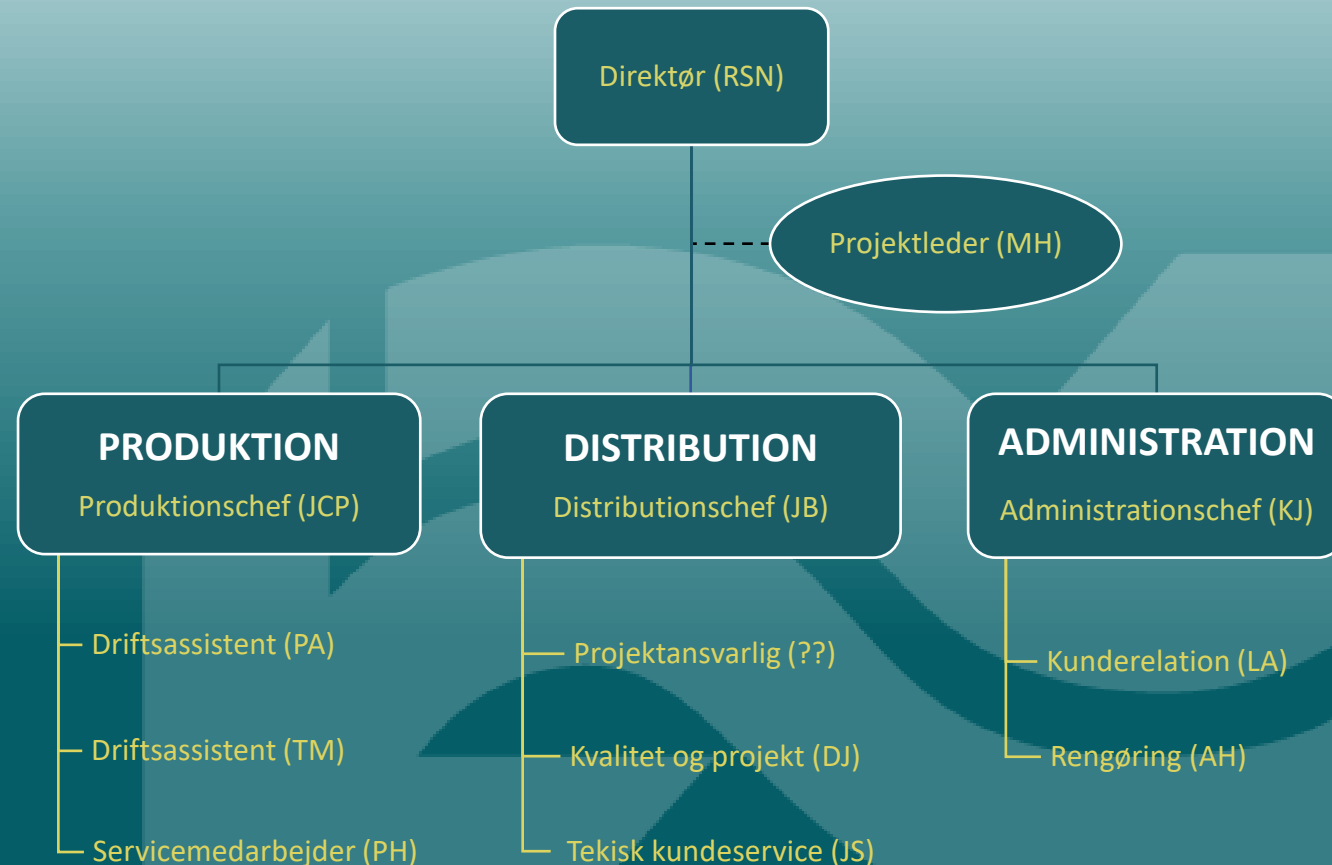 Direktør (RSN)
Projektleder (MH)
PRODUKTION
Produktionschef (JCP)
Driftsassistent (PA)
Driftsassistent (TM)
Servicemedarbejder (PH)
DISTRIBUTION
Distributionschef (JB)
Projektansvarlig (??)
Kvalitet og projekt (DJ)
Tekisk kundeservice (JS)
ADMINISTRATION
Administrationschef (KJ)
Kunderelation (LA)
Rengøring (AH)